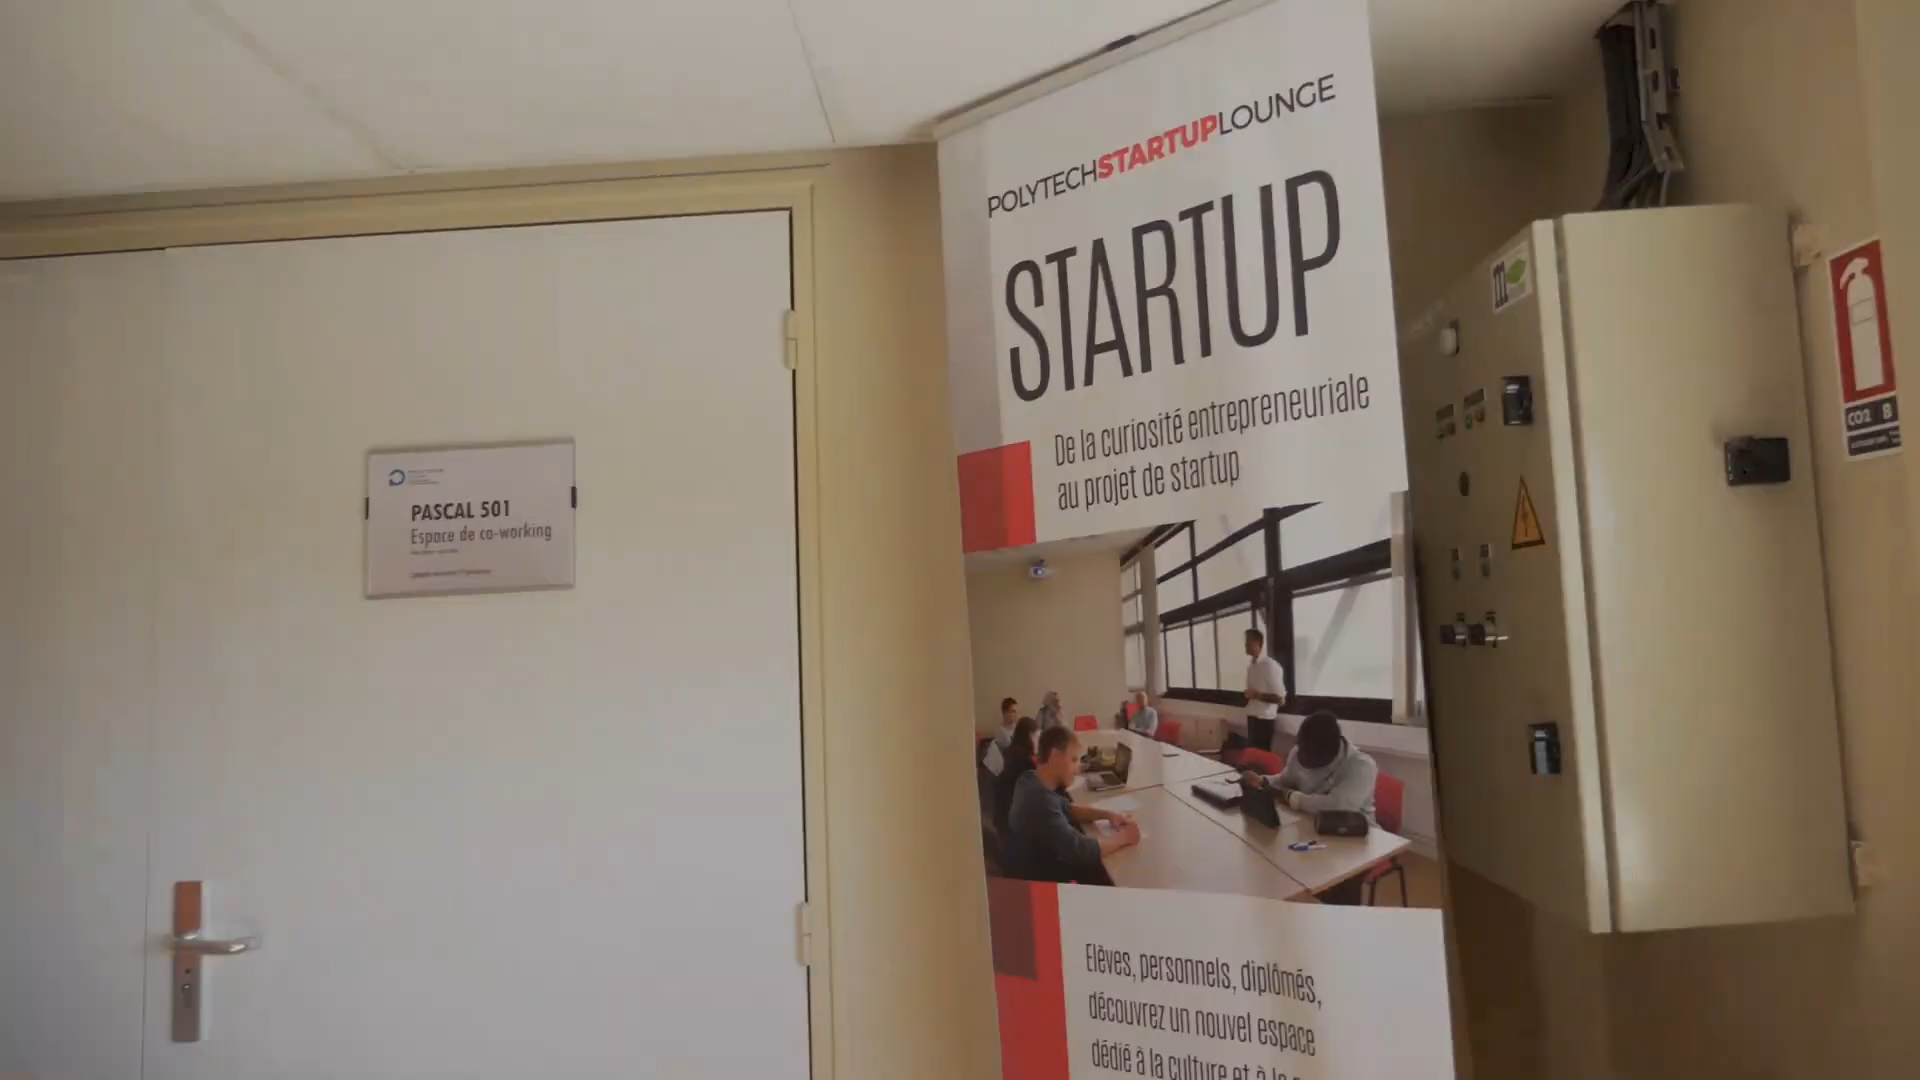 PASCAL 501
Espace de co-working
POLYTECHSTARTUPLOUNGE
STARTUP
De la curiosité entrepreneuriale
au projet de startup
Elèves, personnels, diplômés,
découvrez un nouvel espace
dédié à la culture et à la
m
CO2 B